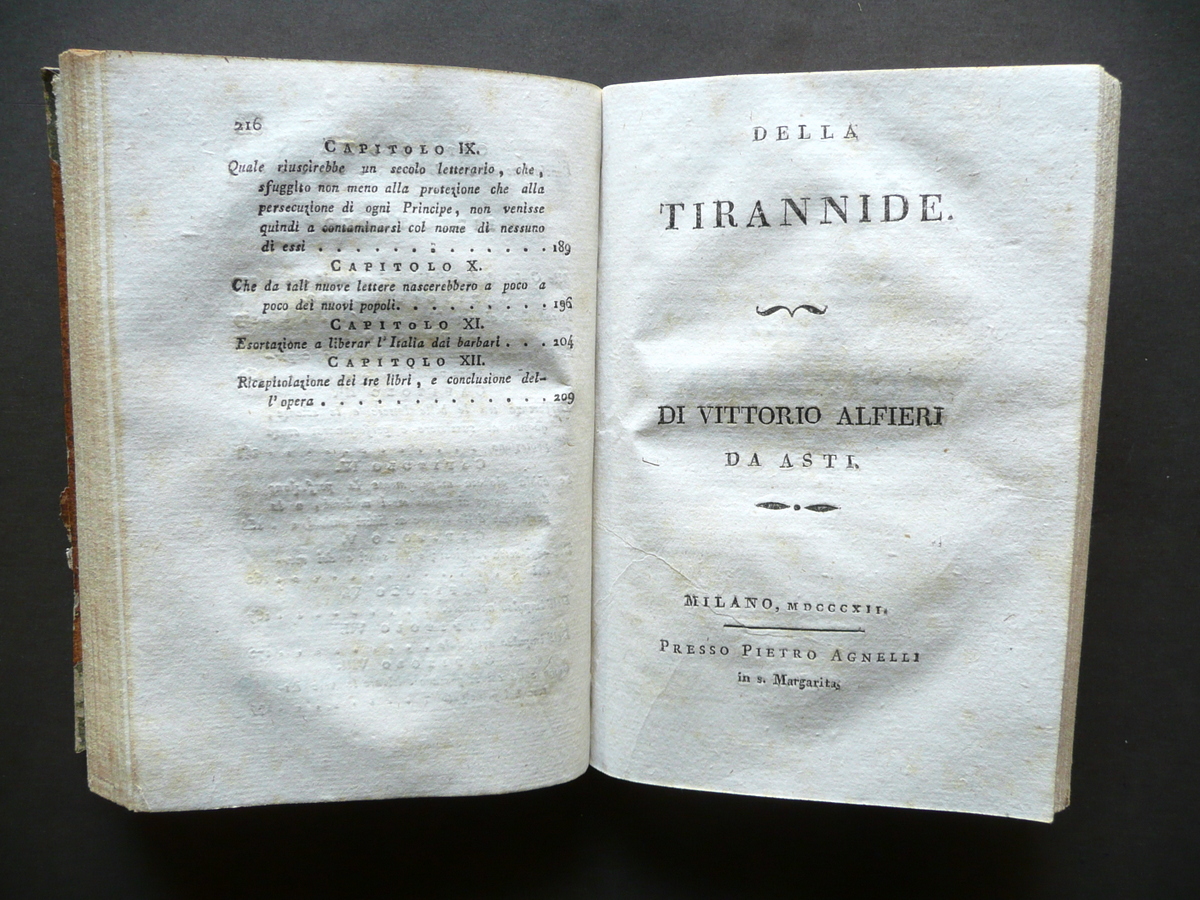 216
CAPITOLO IX.
Quale riuscirebbe un secolo letterario, che,
sfuggito non meno alla protezione che alla
persecuzione di ogni Principe, non venisse
quindi a contaminarsi col nome di nessuno
di essi . . . . . . . . . . . . 189
CAPITOLO X.
Che da tali nuove lettere nascerebbero a poco a
poco dei nuovi popoli. . . . . . . . . 196
CAPITOLO XI.
Esortazione a liberar l'Italia dai barbari . . . 204
CAPITOLO XII.
Ricapitolazione dei tre libri, e conclusione del-
l'opera . . . . . . . . . . . . . 209
DELLA
TIRANNIDE.
DI VITTORIO ALFIERI
DA ASTI.
MILANO, MDCCCXII.
PRESSO PIETRO AGNELLI
in s. Margarita,